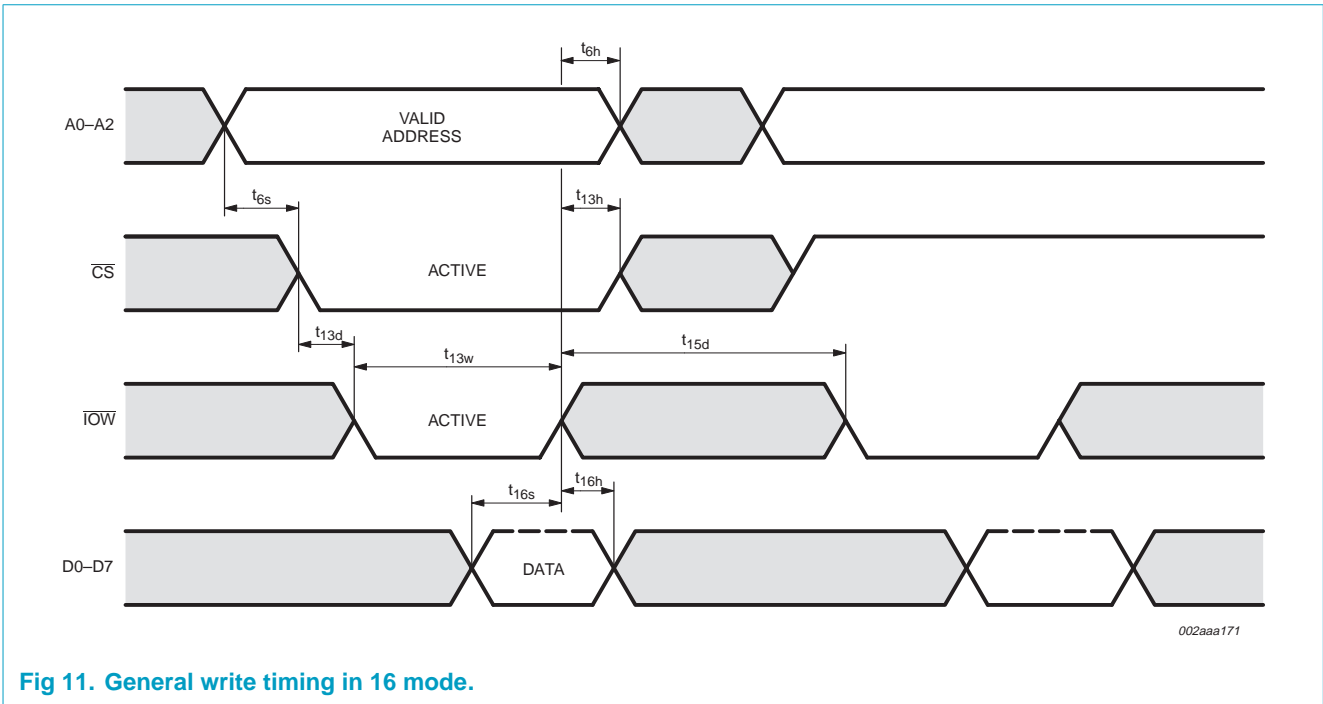 t6h
A0–A2
VALID
ADDRESS
t6s
t13h
CS
ACTIVE
t13d
t13w
t15d
IOW
ACTIVE
t16s
t16h
D0–D7
DATA
002aaa171
Fig 11. General write timing in 16 mode.